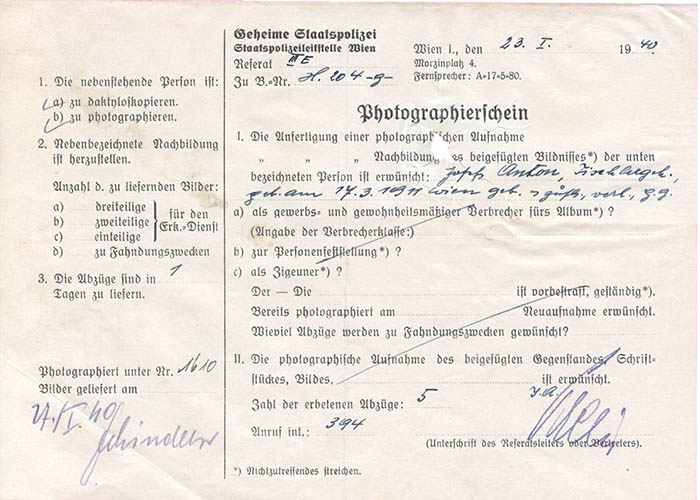 Geheime Staatspolizei
Staatspolizeileitstelle Wien
Referat III E
Zu B.-Nr. H. 204-g-
Wien I., den 23. I. 1940.
Morzinplatz 4.
Fernsprecher: A=17=5=80.
1. Die nebenstehende Person ist:
a) zu daktyloskopieren.
b) zu photographieren.
2. Nebenbezeichnete Nachbildung
ist herzustellen.
Anzahl d. zu liefernden Bilder:
a) dreiteilige
b) zweiteilige
c) einteilige
für den
Erk.=Dienst
d) zu Fahndungszwecken
3. Die Abzüge sind in 1
Tagen zu liefern.
Photographiert unter Nr. 1610
Bilder geliefert am
Photographierschein
I. Die Anfertigung einer photographischen Aufnahme
„ „ „ Nachbildung des beigefügten Bildnisses*) der unten
bezeichneten Person ist erwünscht: Anton,
geb. am 17.3.1911 Wien geb.
a) als gewerbs= und gewohnheitsmäßiger Verbrecher fürs Album*) ?
(Angabe der Verbrecherklasse:)
b) zur Personenfeststellung*) ?
c) als Zigeuner*) ?
Der — Die ist vorbestraft, geständig*).
Bereits photographiert am Neuaufnahme erwünscht.
Wieviel Abzüge werden zu Fahndungszwecken gewünscht?
II. Die photographische Aufnahme des beigefügten Gegenstandes, Schrift=
stückes, Bildes, ist erwünscht.
Zahl der erbetenen Abzüge: 5
J.A.
Anruf int.: 394
(Unterschrift des Referatsleiters oder Vertreters).
*) Nichtzutreffendes streichen.